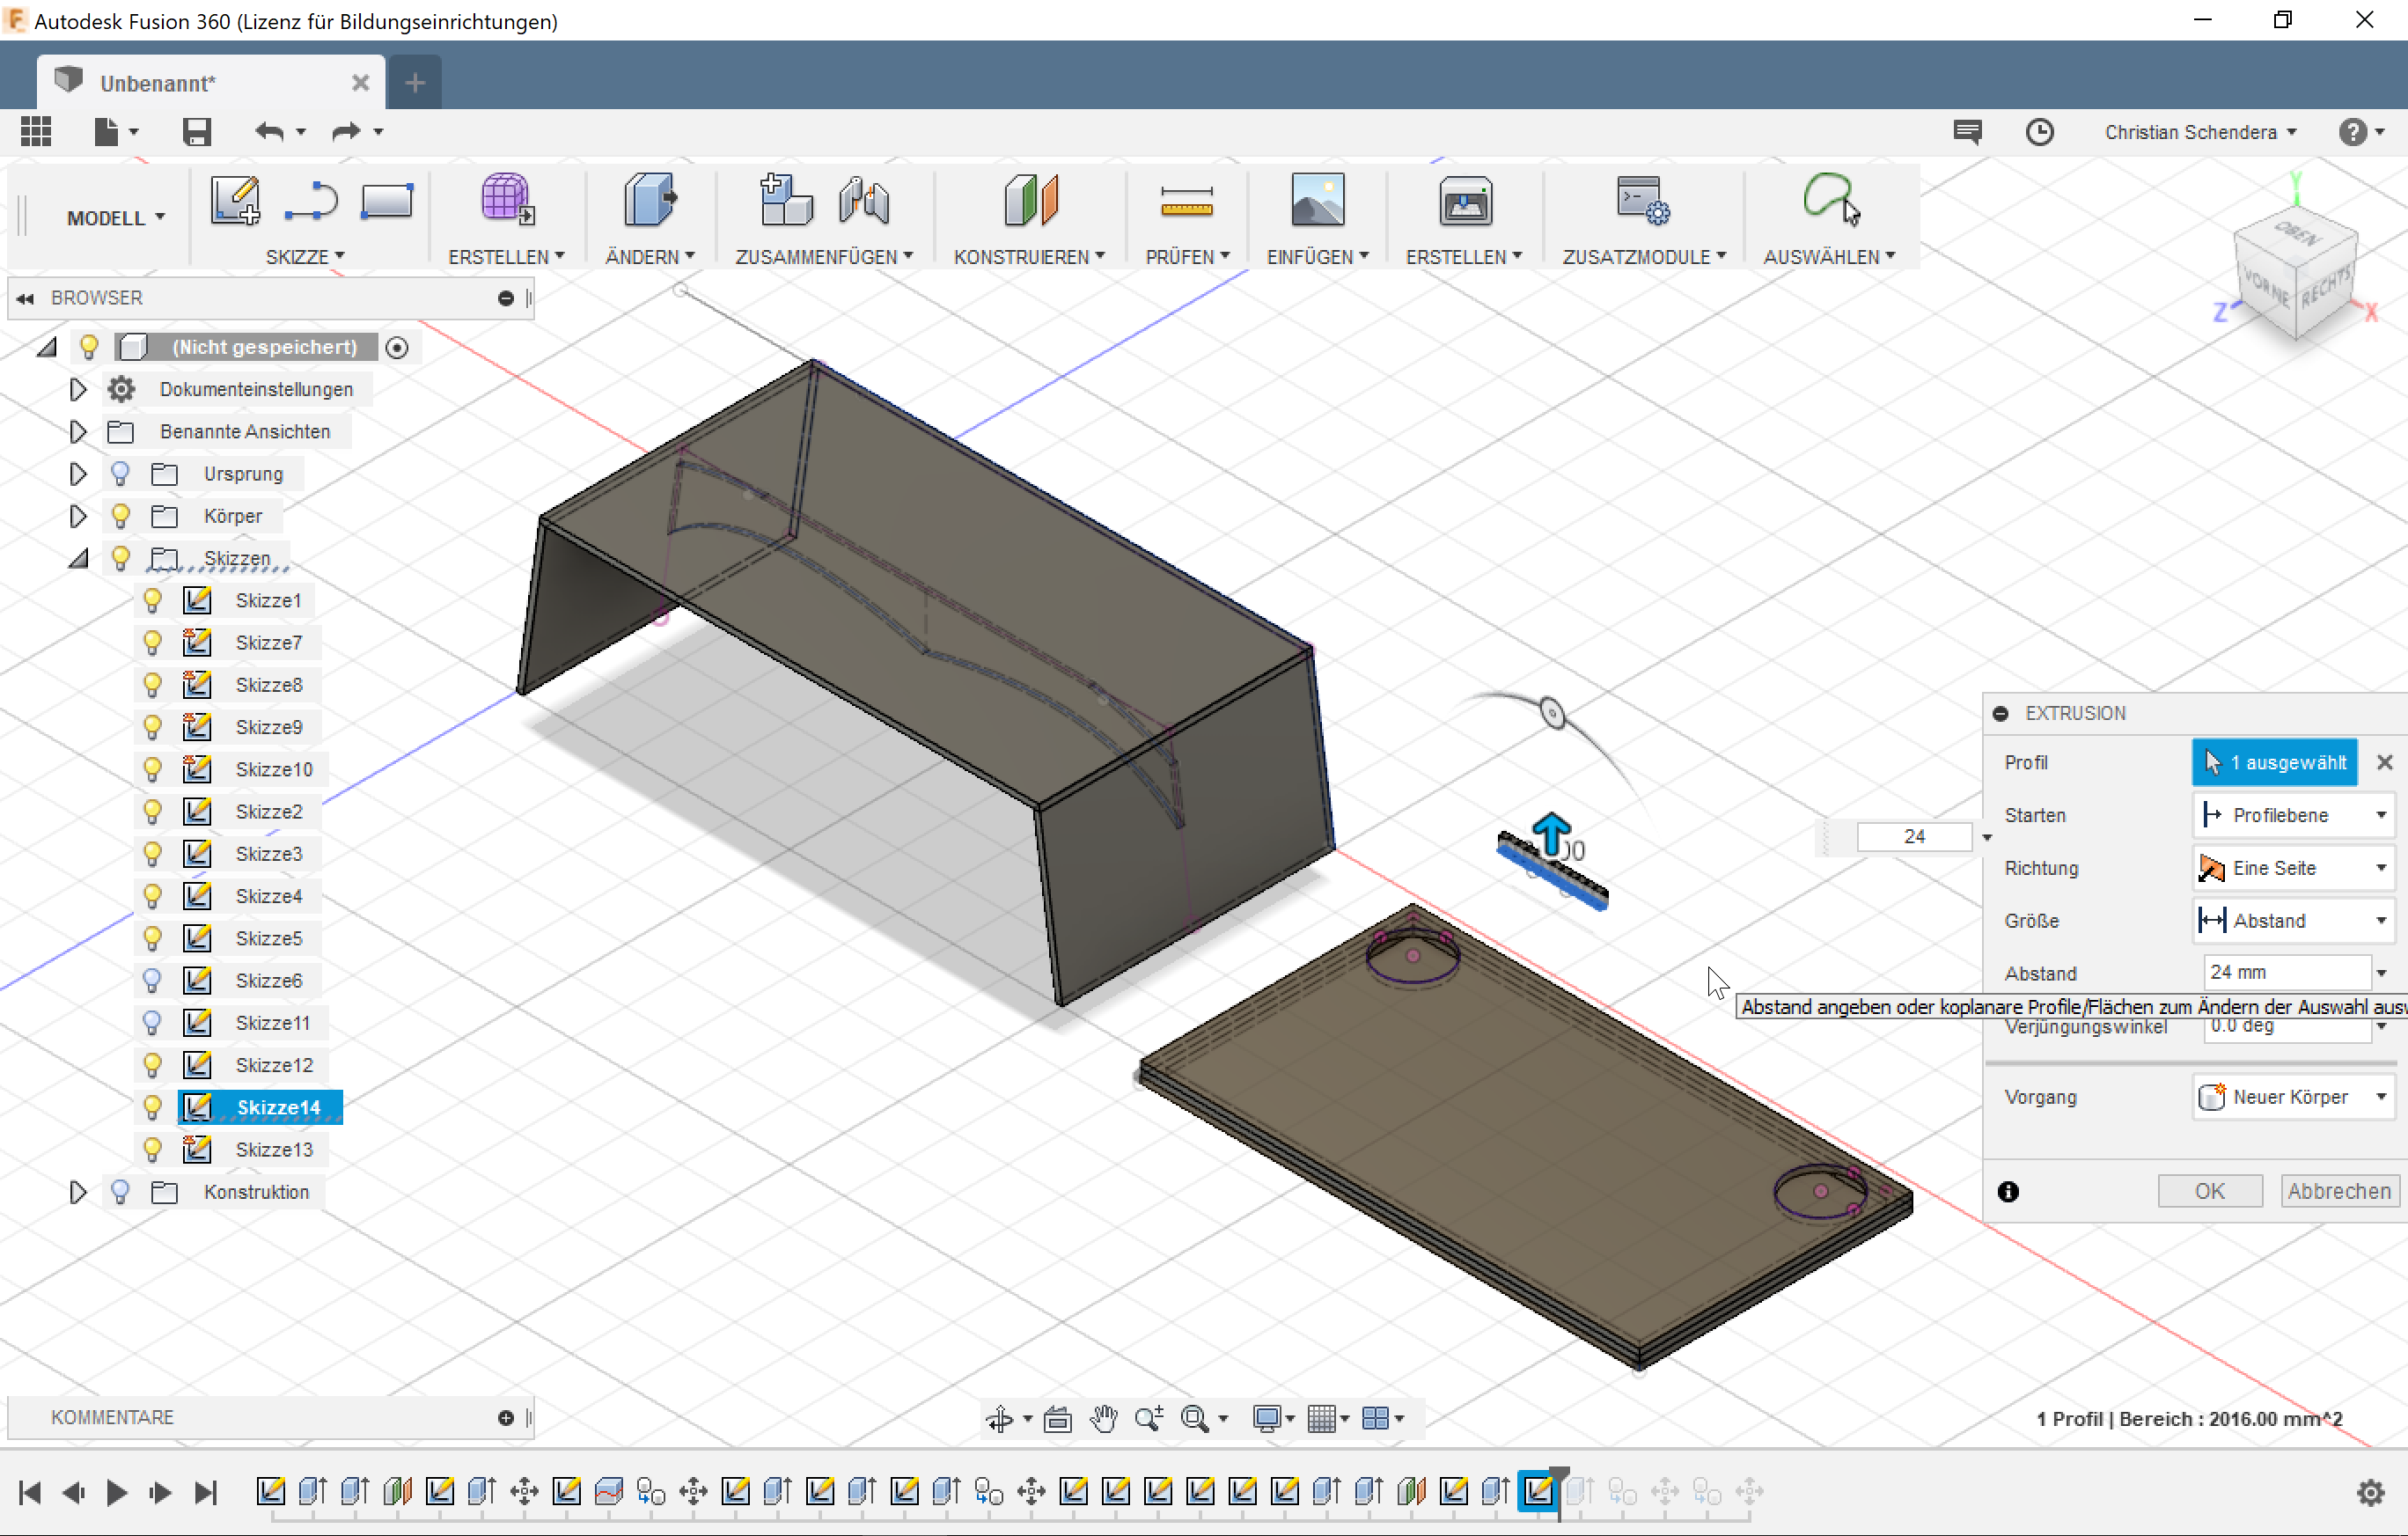 Autodesk Fusion 360 (Lizenz für Bildungseinrichtungen)
Unbenannt*
Christian Schendera
MODELL
SKIZZE
ERSTELLEN
ÄNDERN
ZUSAMMENFÜGEN
KONSTRUIEREN
PRÜFEN
EINFÜGEN
ERSTELLEN
ZUSATZMODULE
AUSWÄHLEN
Y
OBEN
VORNE
RECHTS
Z
X
BROWSER
(Nicht gespeichert)
Dokumenteinstellungen
Benannte Ansichten
Ursprung
Körper
Skizzen
Skizze1
Skizze7
Skizze8
Skizze9
Skizze10
Skizze2
Skizze3
Skizze4
Skizze5
Skizze6
Skizze11
Skizze12
Skizze14
Skizze13
Konstruktion
24
EXTRUSION
Profil
1 ausgewählt
Starten
Profilebene
Richtung
Eine Seite
Größe
Abstand
Abstand
24 mm
Abstand angeben oder koplanare Profile/Flächen zum Ändern der Auswahl
Verjüngungswinkel
0.0 deg
Vorgang
Neuer Körper
OK
Abbrechen
KOMMENTARE
1 Profil | Bereich : 2016.00 mm^2